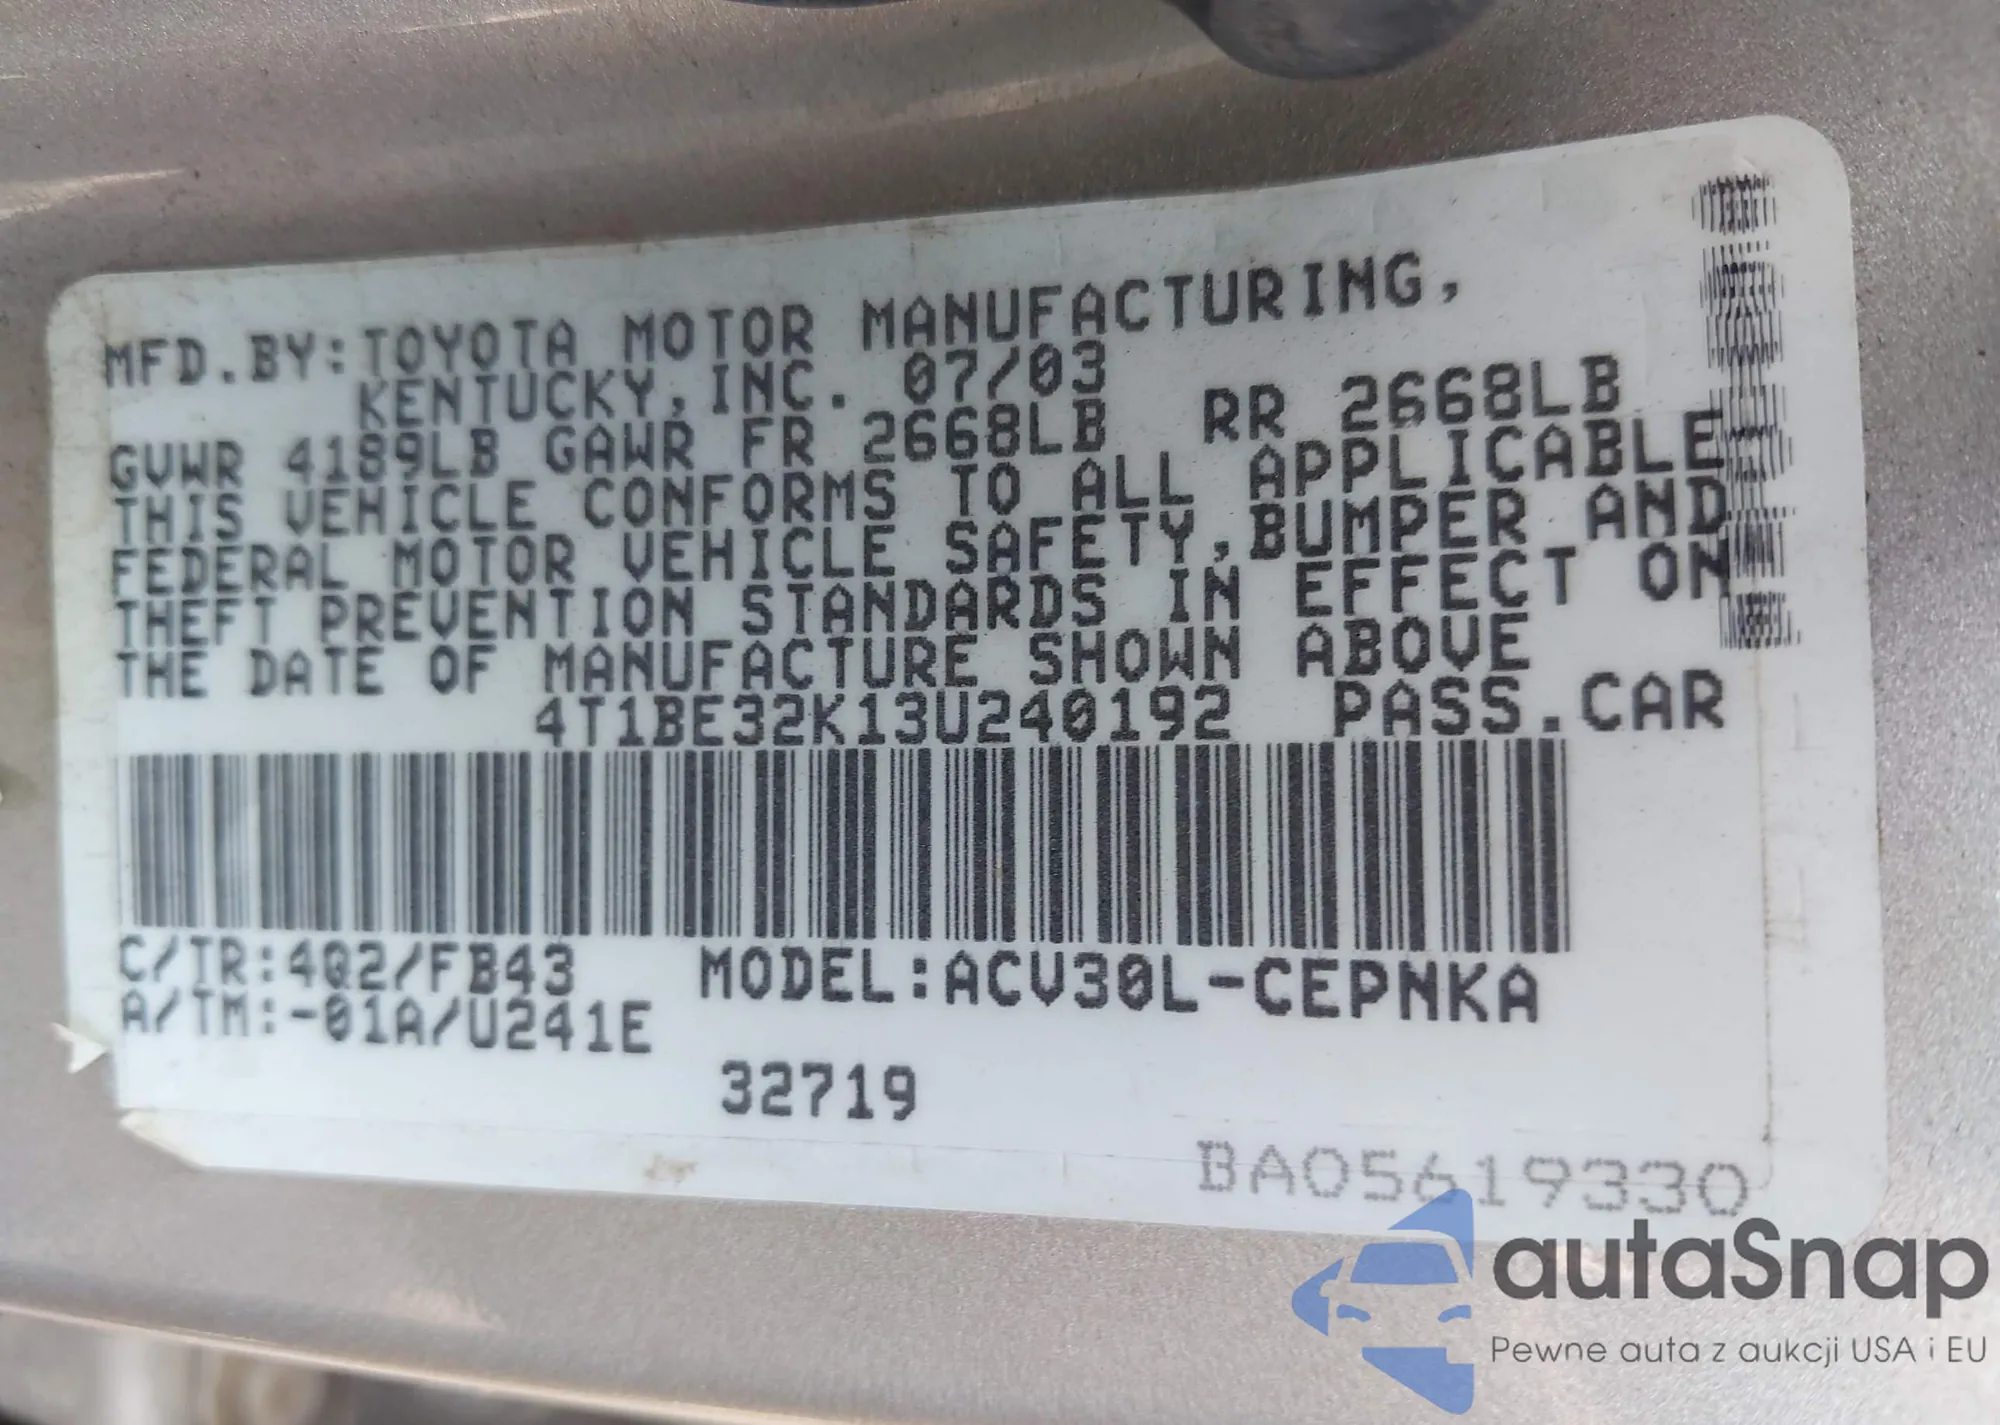 MFD.BY:TOYOTA MOTOR MANUFACTURING,
KENTUCKY,INC. 07/03
GVWR 4189LB GAWR FR 2668LB RR 2668LB
THIS VEHICLE CONFORMS TO ALL APPLICABLE
FEDERAL MOTOR VEHICLE SAFETY,BUMPER AND
THEFT PREVENTION STANDARDS IN EFFECT ON
THE DATE OF MANUFACTURE SHOWN ABOVE
4T1BE32K13U240192 PASS.CAR
C/TR:4Q2/FB43 MODEL:ACV30L-CEPNKA
A/TM:-01A/U241E
32719
BA05619330
autaSnap
Pewne auta z aukcji USA i EU